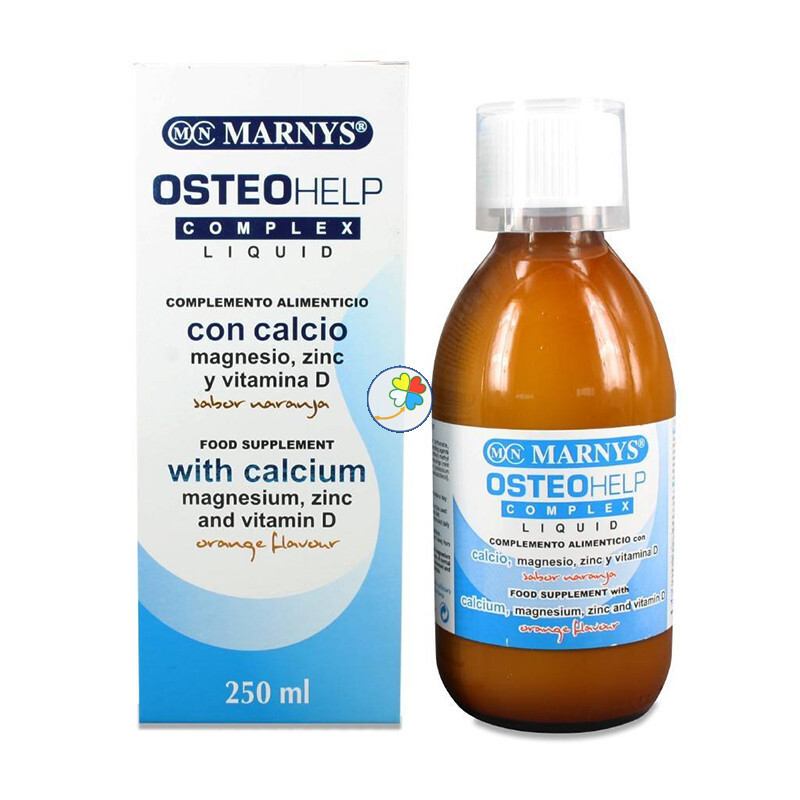 MN MARNYS®
OSTEOHELP
COMPLEX
LIQUID
COMPLEMENTO ALIMENTICIO
con calcio
magnesio, zinc
y vitamina D
sabor naranja
FOOD SUPPLEMENT
with calcium
magnesium, zinc
and vitamin D
orange flavour
250 ml
MN MARNYS®
OSTEOHELP
COMPLEX
LIQUID
COMPLEMENTO ALIMENTICIO con
calcio, magnesio, zinc y vitamina D
sabor naranja
FOOD SUPPLEMENT with
calcium, magnesium, zinc and vitamin D
orange flavour